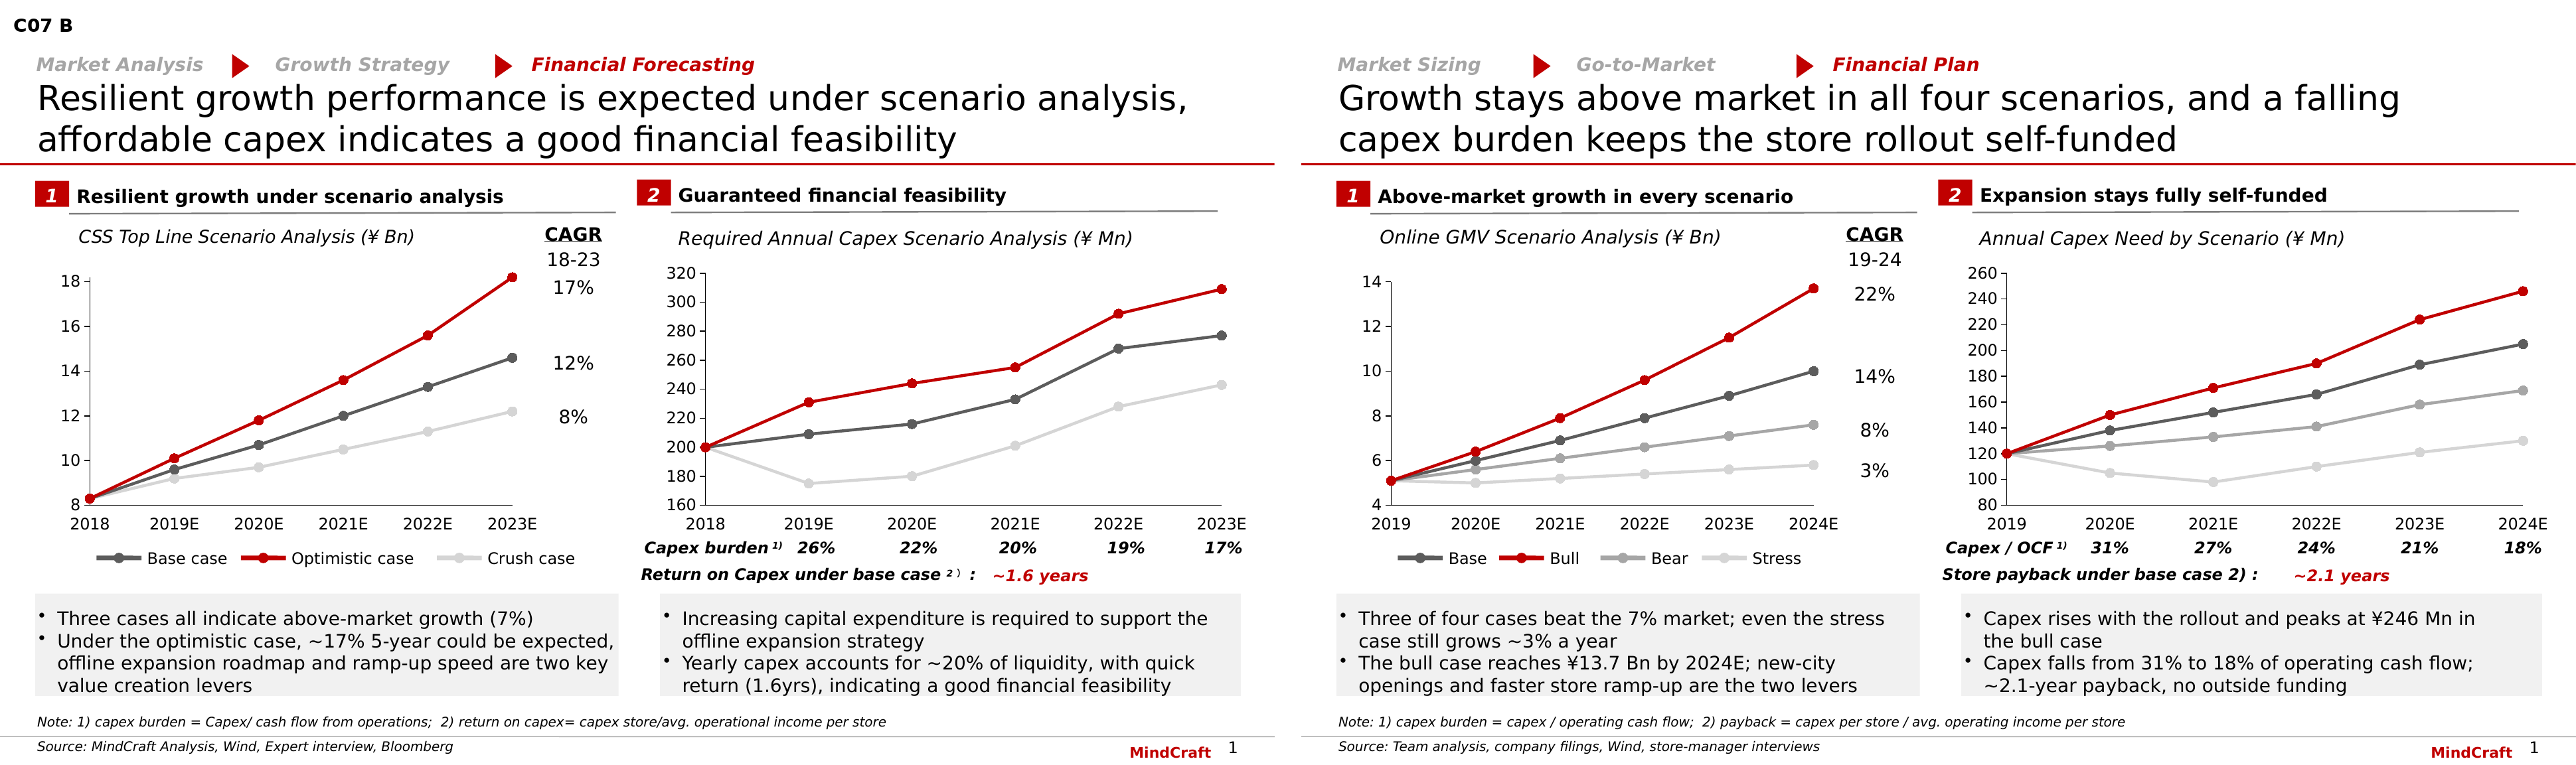 C07 B
Market Analysis Growth Strategy Financial Forecasting
Resilient growth performance is expected under scenario analysis,
affordable capex indicates a good financial feasibility
1 Resilient growth under scenario analysis
CSS Top Line Scenario Analysis (¥ Bn)
CAGR
18-23
18
16
14
12
10
8
17%
12%
8%
2018 2019E 2020E 2021E 2022E 2023E
Base case Optimistic case Crush case
2 Guaranteed financial feasibility
Required Annual Capex Scenario Analysis (¥ Mn)
320
300
280
260
240
220
200
180
160
2018 2019E 2020E 2021E 2022E 2023E
Capex burden 1) 26% 22% 20% 19% 17%
Return on Capex under base case 2) : ~1.6 years
• Three cases all indicate above-market growth (7%)
• Under the optimistic case, ~17% 5-year could be expected,
offline expansion roadmap and ramp-up speed are two key
value creation levers
• Increasing capital expenditure is required to support the
offline expansion strategy
• Yearly capex accounts for ~20% of liquidity, with quick
return (1.6yrs), indicating a good financial feasibility
Note: 1) capex burden = Capex/ cash flow from operations; 2) return on capex= capex store/avg. operational income per store
Source: MindCraft Analysis, Wind, Expert interview, Bloomberg
MindCraft 1
Market Sizing Go-to-Market Financial Plan
Growth stays above market in all four scenarios, and a falling
capex burden keeps the store rollout self-funded
1 Above-market growth in every scenario
Online GMV Scenario Analysis (¥ Bn)
CAGR
19-24
14
12
10
8
6
4
22%
14%
8%
3%
2019 2020E 2021E 2022E 2023E 2024E
Base Bull Bear Stress
2 Expansion stays fully self-funded
Annual Capex Need by Scenario (¥ Mn)
260
240
220
200
180
160
140
120
100
80
2019 2020E 2021E 2022E 2023E 2024E
Capex / OCF 1) 31% 27% 24% 21% 18%
Store payback under base case 2) : ~2.1 years
• Three of four cases beat the 7% market; even the stress
case still grows ~3% a year
• The bull case reaches ¥13.7 Bn by 2024E; new-city
openings and faster store ramp-up are the two levers
• Capex rises with the rollout and peaks at ¥246 Mn in
the bull case
• Capex falls from 31% to 18% of operating cash flow;
~2.1-year payback, no outside funding
Note: 1) capex burden = capex / operating cash flow; 2) payback = capex per store / avg. operating income per store
Source: Team analysis, company filings, Wind, store-manager interviews
MindCraft 1